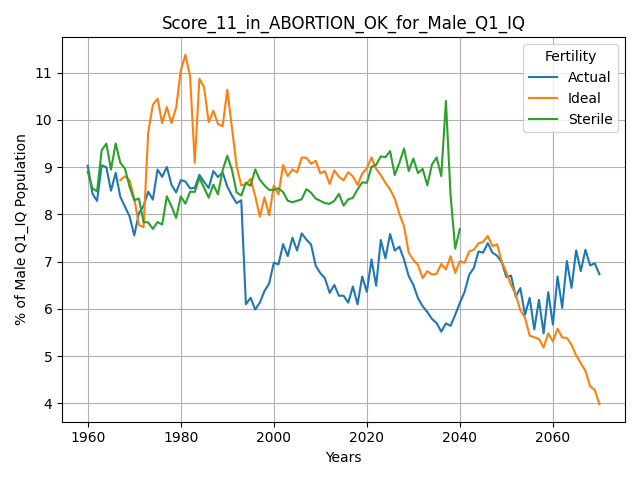 Score_11_in_ABORTION_OK_for_Male_Q1_IQ
% of Male Q1_IQ Population
11
10
9
8
7
6
5
4
Fertility
Actual
Ideal
Sterile
1960
1980
2000
2020
2040
2060
Years